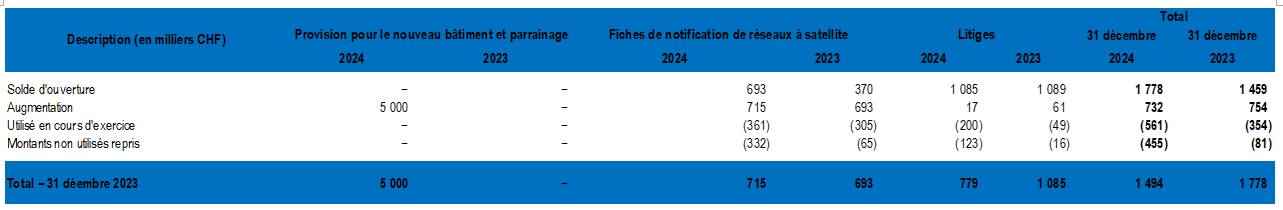 Total
Description (en milliers CHF) Provision pour le nouveau bâtiment et parrainage Fiches de notification de réseaux à satellite Litiges 31 décembre 31 décembre
2024 2023 2024 2023 2024 2023 2024 2023
Solde d'ouverture – – 693 370 1 085 1 089 1 778 1 459
Augmentation 5 000 – 715 693 17 61 732 754
Utilisé en cours d'exercice – – (361) (305) (200) (49) (561) (354)
Montants non utilisés repris – – (332) (65) (123) (16) (455) (81)
Total – 31 déembre 2023 5 000 – 715 693 779 1 085 1 494 1 778